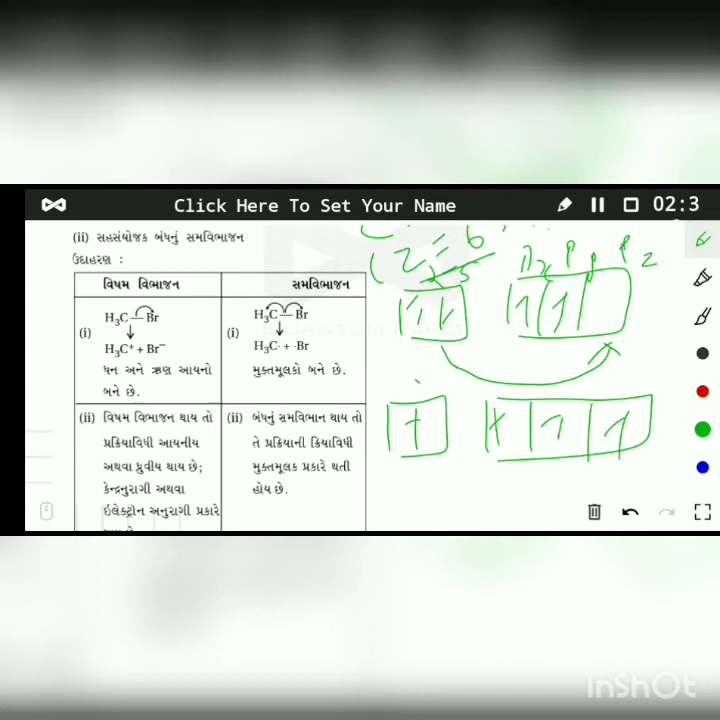 Click Here To Set Your Name
02:3
(ii) સહસંયોજક બંધનું સમવિભાજન
ઉદાહરણ :
વિષમ વિભાજન
સમવિભાજન
(i)
H₃C—Br
H₃C⁺ + Br⁻
ધન અને ઋણ આયનો
બને છે.
(i)
H₃C—Br
H₃C· + ·Br
મુક્તમૂલકો બને છે.
(ii) વિષમ વિભાજન થાય તો
પ્રક્રિયાવિધી આયનીય
અથવા ધ્રુવીય થાય છે;
કેન્દ્રનુરાગી અથવા
ઇલેક્ટ્રૉન અનુરાગી પ્રકારે
(ii) બંધનું સમવિભાન થાય તો
તે પ્રક્રિયાની ક્રિયાવિધી
મુક્તમૂલક પ્રકારે થતી
હોય છે.
Z = 6
InShOt